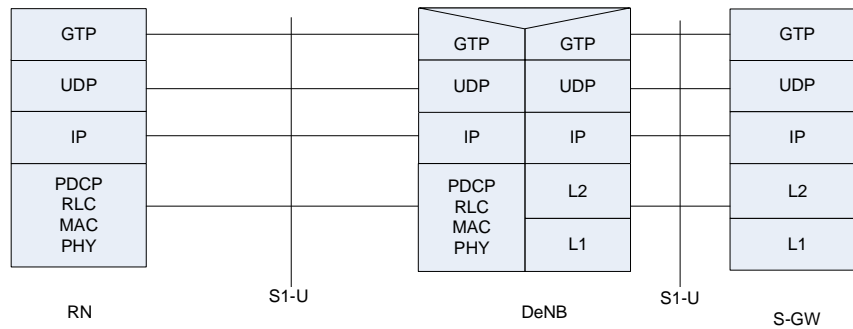 GTP
GTP
GTP
GTP
UDP
UDP
UDP
UDP
IP
IP
IP
IP
PDCP
RLC
MAC
PHY
PDCP
RLC
MAC
PHY
L2
L1
L2
L1
S1-U
S1-U
RN
DeNB
S-GW